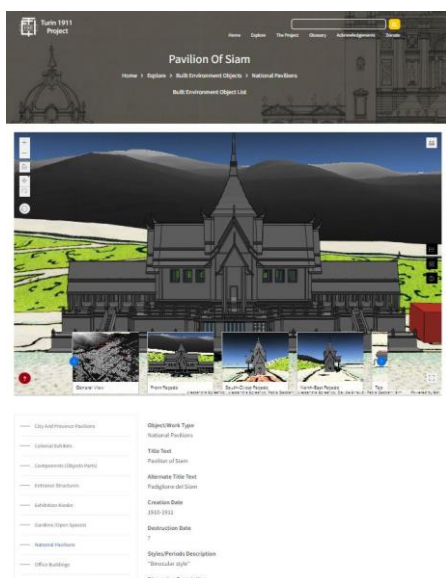 Turin 1911
Project
Home Explore The Project Glossary Acknowledgements Donate
Pavilion Of Siam
Home > Explore > Built Environment Objects > National Pavilions
Built Environment Object List
General View
Front Façade
South-Cross Façade
North-East Façade
Top
Powered by Esri
City And Province Pavilions
Colonial Exhibits
Components (Objects Parts)
Entrance Structures
Exhibition Kiosks
Gardens (Open Spaces)
National Pavilions
Office Buildings
Object/Work Type
National Pavilions
Title Text
Pavilion of Siam
Alternate Title Text
Padiglione del Siam
Creation Date
1910-1911
Destruction Date
?
Styles/Periods Description